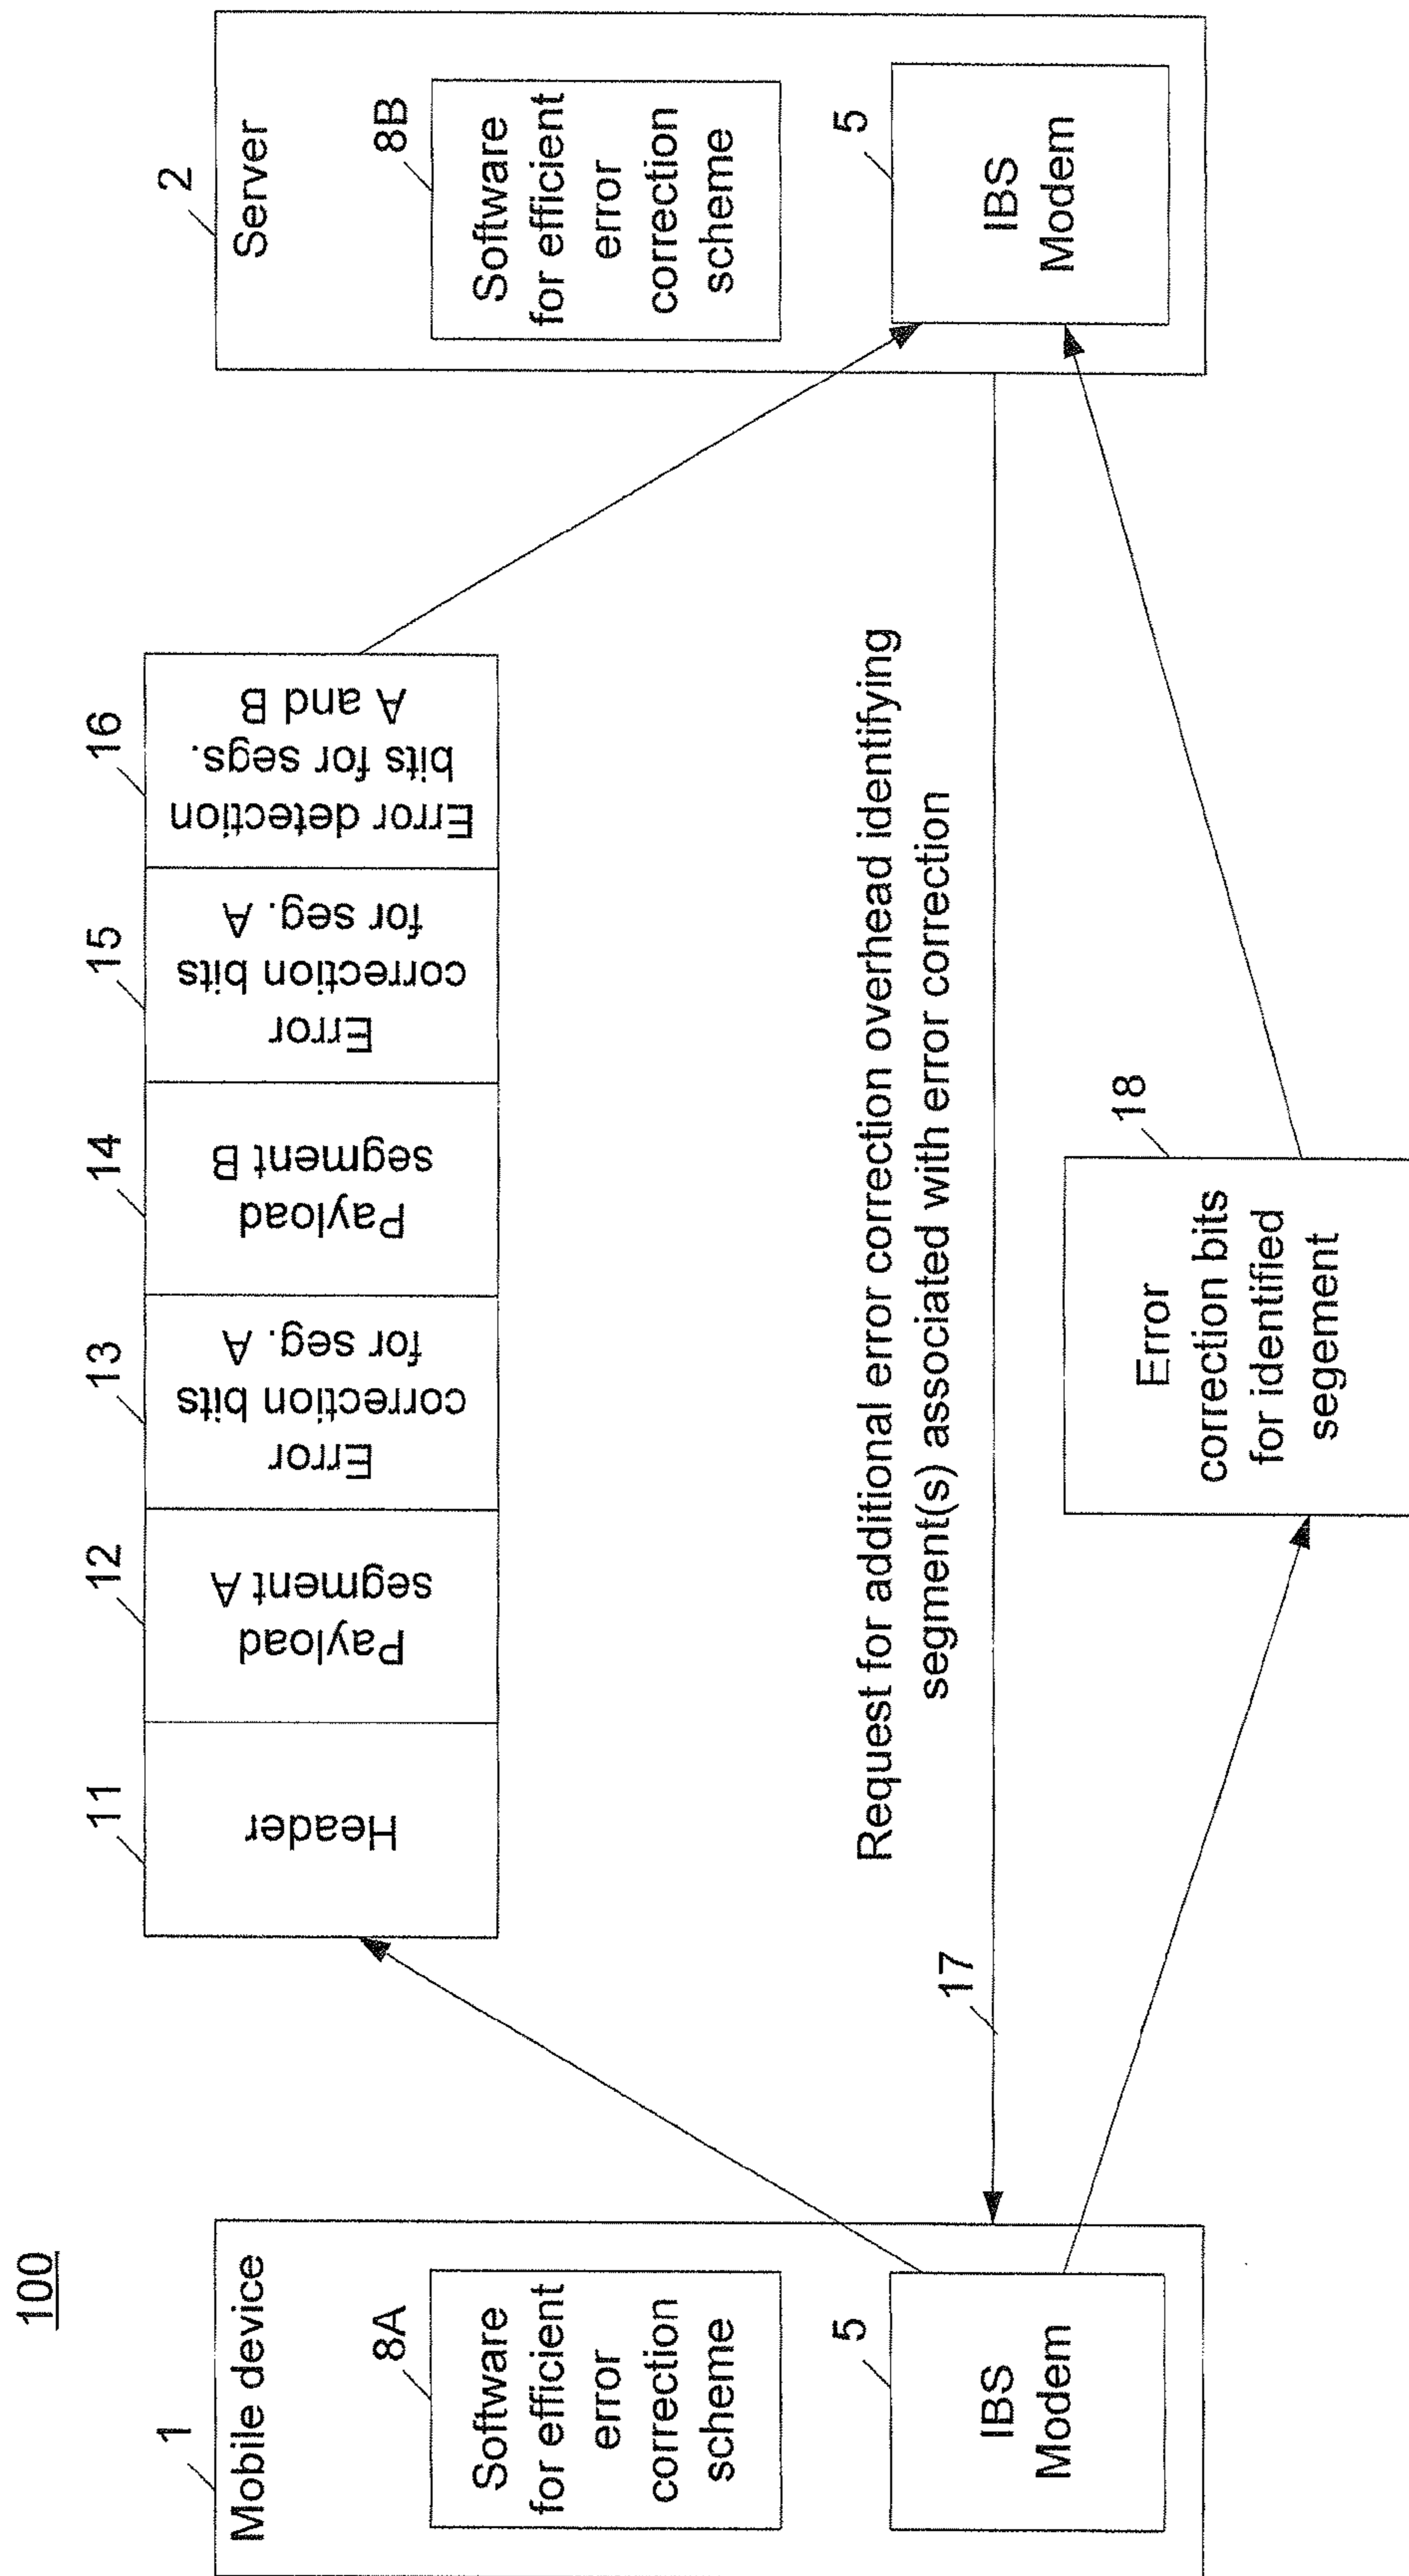 100
1
Mobile device
8A
Software
for efficient
error
correction
scheme
5
IBS
Modem
11
Header
12
Payload
segment A
13
Error
correction bits
for seg. A
14
Payload
segment B
15
Error
correction bits
for seg. A
16
Error detection
bits for segs.
A and B
17
Request for additional error correction overhead identifying
segment(s) associated with error correction
18
Error
correction bits
for identified
segement
2
Server
8B
Software
for efficient
error
correction
scheme
5
IBS
Modem